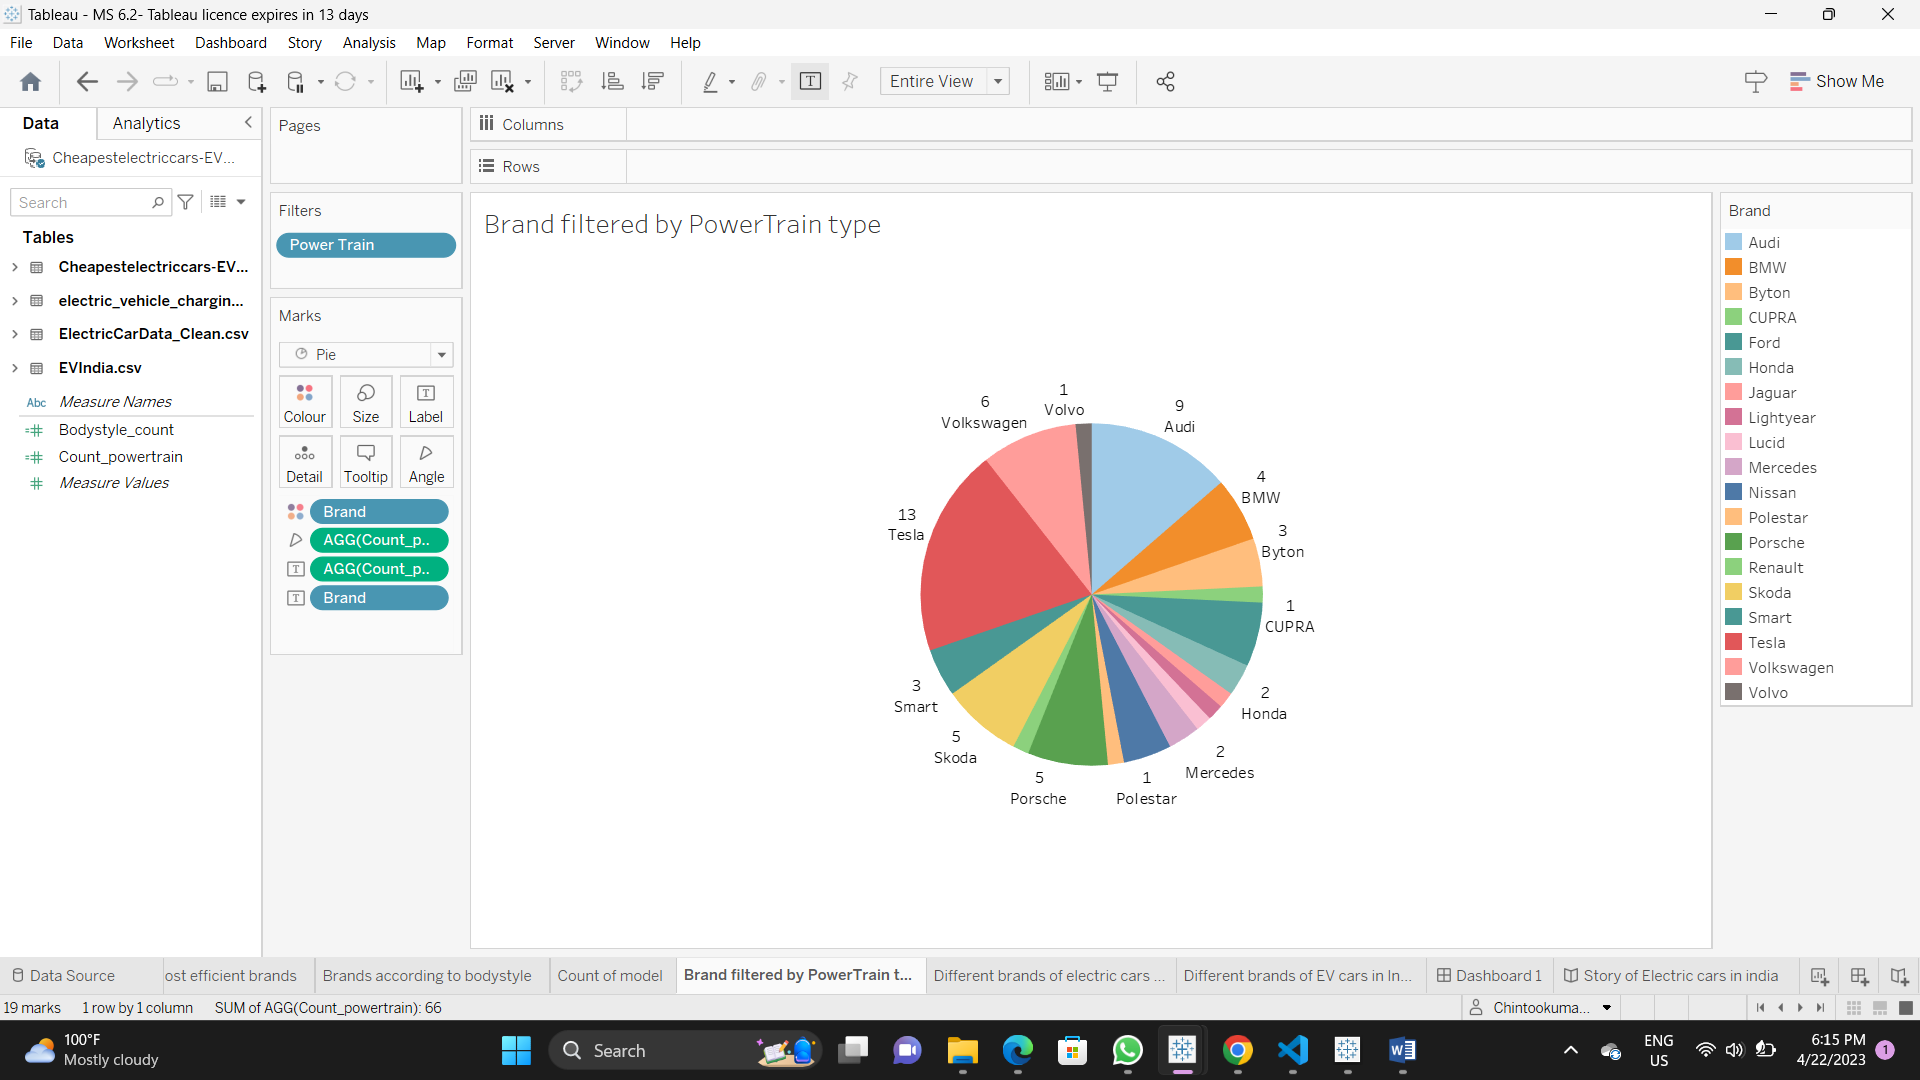 Tableau - MS 6.2- Tableau licence expires in 13 days
File Data Worksheet Dashboard Story Analysis Map Format Server Window Help
Entire View
Show Me
Data Analytics
Cheapestelectriccars-EV...
Search
Tables
Cheapestelectriccars-EV...
electric_vehicle_chargin...
ElectricCarData_Clean.csv
EVIndia.csv
Abc Measure Names
Bodystyle_count
Count_powertrain
Measure Values
Pages
Filters
Power Train
Marks
Pie
Colour Size Label
Detail Tooltip Angle
Brand
AGG(Count_p..
T AGG(Count_p..
T Brand
Columns
Rows
Brand filtered by PowerTrain type
9
Audi
4
BMW
3
Byton
1
CUPRA
2
Honda
2
Mercedes
1
Polestar
5
Porsche
5
Skoda
3
Smart
13
Tesla
6
Volkswagen
1
Volvo
Brand
Audi
BMW
Byton
CUPRA
Ford
Honda
Jaguar
Lightyear
Lucid
Mercedes
Nissan
Polestar
Porsche
Renault
Skoda
Smart
Tesla
Volkswagen
Volvo
Data Source ost efficient brands Brands according to bodystyle Count of model Brand filtered by PowerTrain t... Different brands of electric cars ... Different brands of EV cars in In... Dashboard 1 Story of Electric cars in india
19 marks 1 row by 1 column SUM of AGG(Count_powertrain): 66 Chintookuma...
100°F
Mostly cloudy
Search
ENG
US
6:15 PM
4/22/2023
1